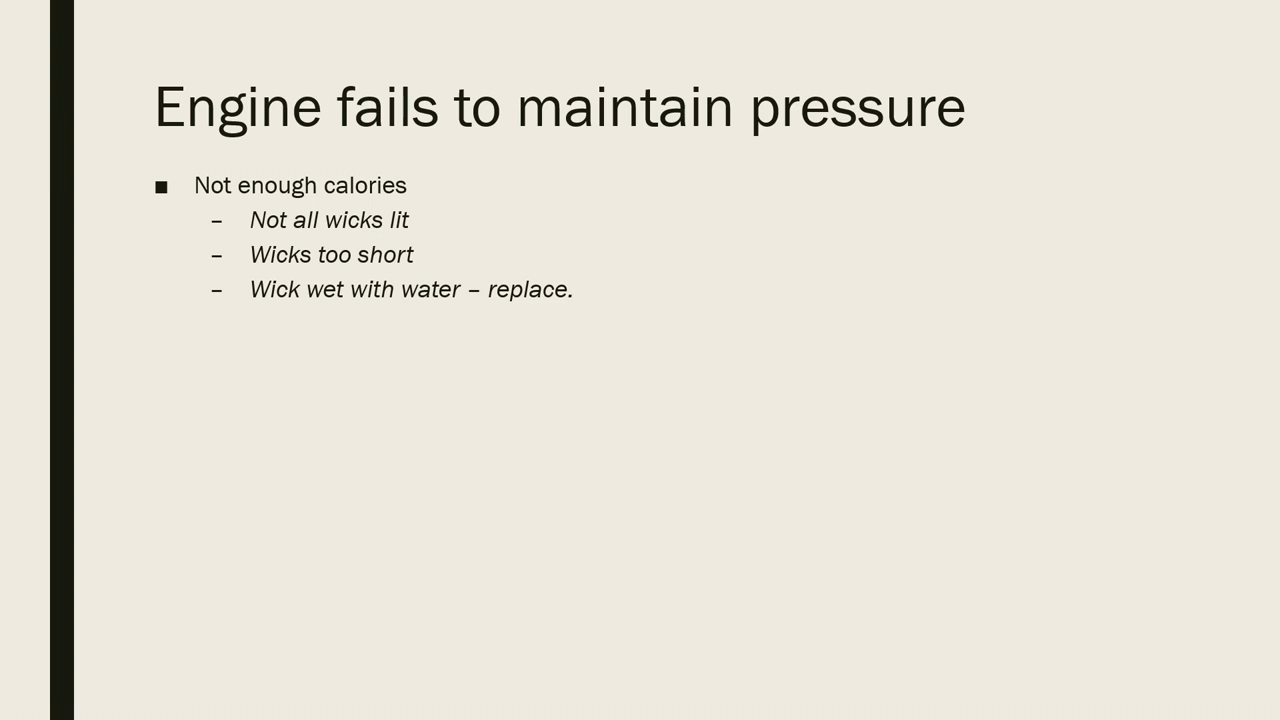 Engine fails to maintain pressure
■ Not enough calories
– Not all wicks lit
– Wicks too short
– Wick wet with water – replace.